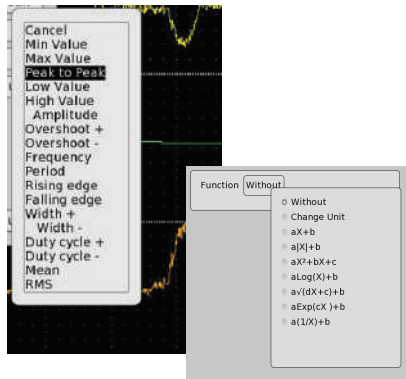 Cancel
Min Value
Max Value
Peak to Peak
Low Value
High Value
Amplitude
Overshoot +
Overshoot -
Frequency
Period
Rising edge
Falling edge
Width +
Width -
Duty cycle +
Duty cycle -
Mean
RMS
Function Without
Without
Change Unit
aX+b
a|X|+b
aX²+bX+c
aLog(X)+b
a√(dX+c)+b
aExp(cX )+b
a(1/X)+b